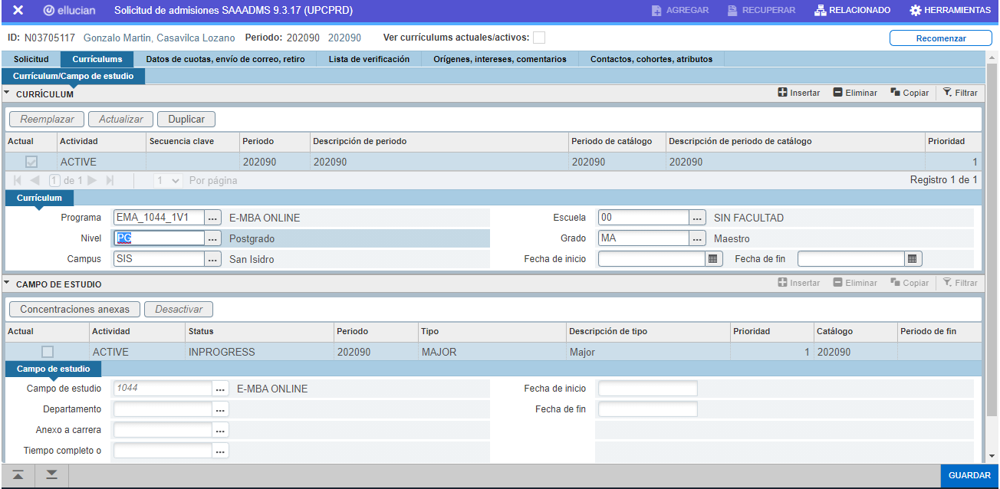 ellucian Solicitud de admisiones SAAADMS 9.3.17 (UPCPRD) AGREGAR RECUPERAR RELACIONADO HERRAMIENTAS
ID: N03705117 Gonzalo Martin, Casavilca Lozano Periodo: 202090 202090 Ver currículums actuales/activos: Recomenzar
Solicitud Currículums Datos de cuotas, envío de correo, retiro Lista de verificación Orígenes, intereses, comentarios Contactos, cohortes, atributos
Currículum/Campo de estudio
CURRÍCULUM Insertar Eliminar Copiar Filtrar
Reemplazar Actualizar Duplicar
Actual Actividad Secuencia clave Periodo Descripción de periodo Periodo de catálogo Descripción de periodo de catálogo Prioridad
ACTIVE 202090 202090 202090 202090 1
1 de 1 1 Por página Registro 1 de 1
Currículum
Programa EMA_1044_1V1 ... E-MBA ONLINE Escuela 00 ... SIN FACULTAD
Nivel PG ... Postgrado Grado MA ... Maestro
Campus SIS ... San Isidro Fecha de inicio Fecha de fin
CAMPO DE ESTUDIO Insertar Eliminar Copiar Filtrar
Concentraciones anexas Desactivar
Actual Actividad Status Periodo Tipo Descripción de tipo Prioridad Catálogo Periodo de fin
ACTIVE INPROGRESS 202090 MAJOR Major 1 202090
Campo de estudio
Campo de estudio 1044 ... E-MBA ONLINE Fecha de inicio
Departamento ... Fecha de fin
Anexo a carrera ...
Tiempo completo o ...
GUARDAR